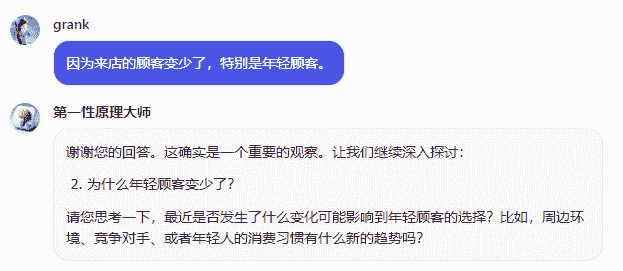 grank
因为来店的顾客变少了，特别是年轻顾客。
第一性原理大师
谢谢您的回答。这确实是一个重要的观察。让我们继续深入探讨：
2. 为什么年轻顾客变少了？
请您思考一下，最近是否发生了什么变化可能影响到年轻顾客的选择？比如，周边环
境、竞争对手、或者年轻人的消费习惯有什么新的趋势吗？